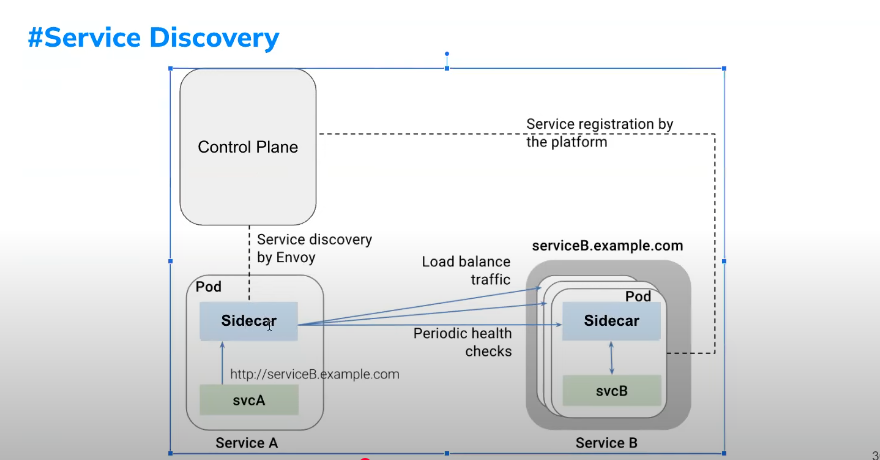 #Service Discovery
Control Plane
Service registration by
the platform
Service discovery
by Envoy
serviceB.example.com
Load balance
traffic
Pod
Sidecar
Periodic health
checks
http://serviceB.example.com
svcA
Service A
Pod
Sidecar
svcB
Service B
3